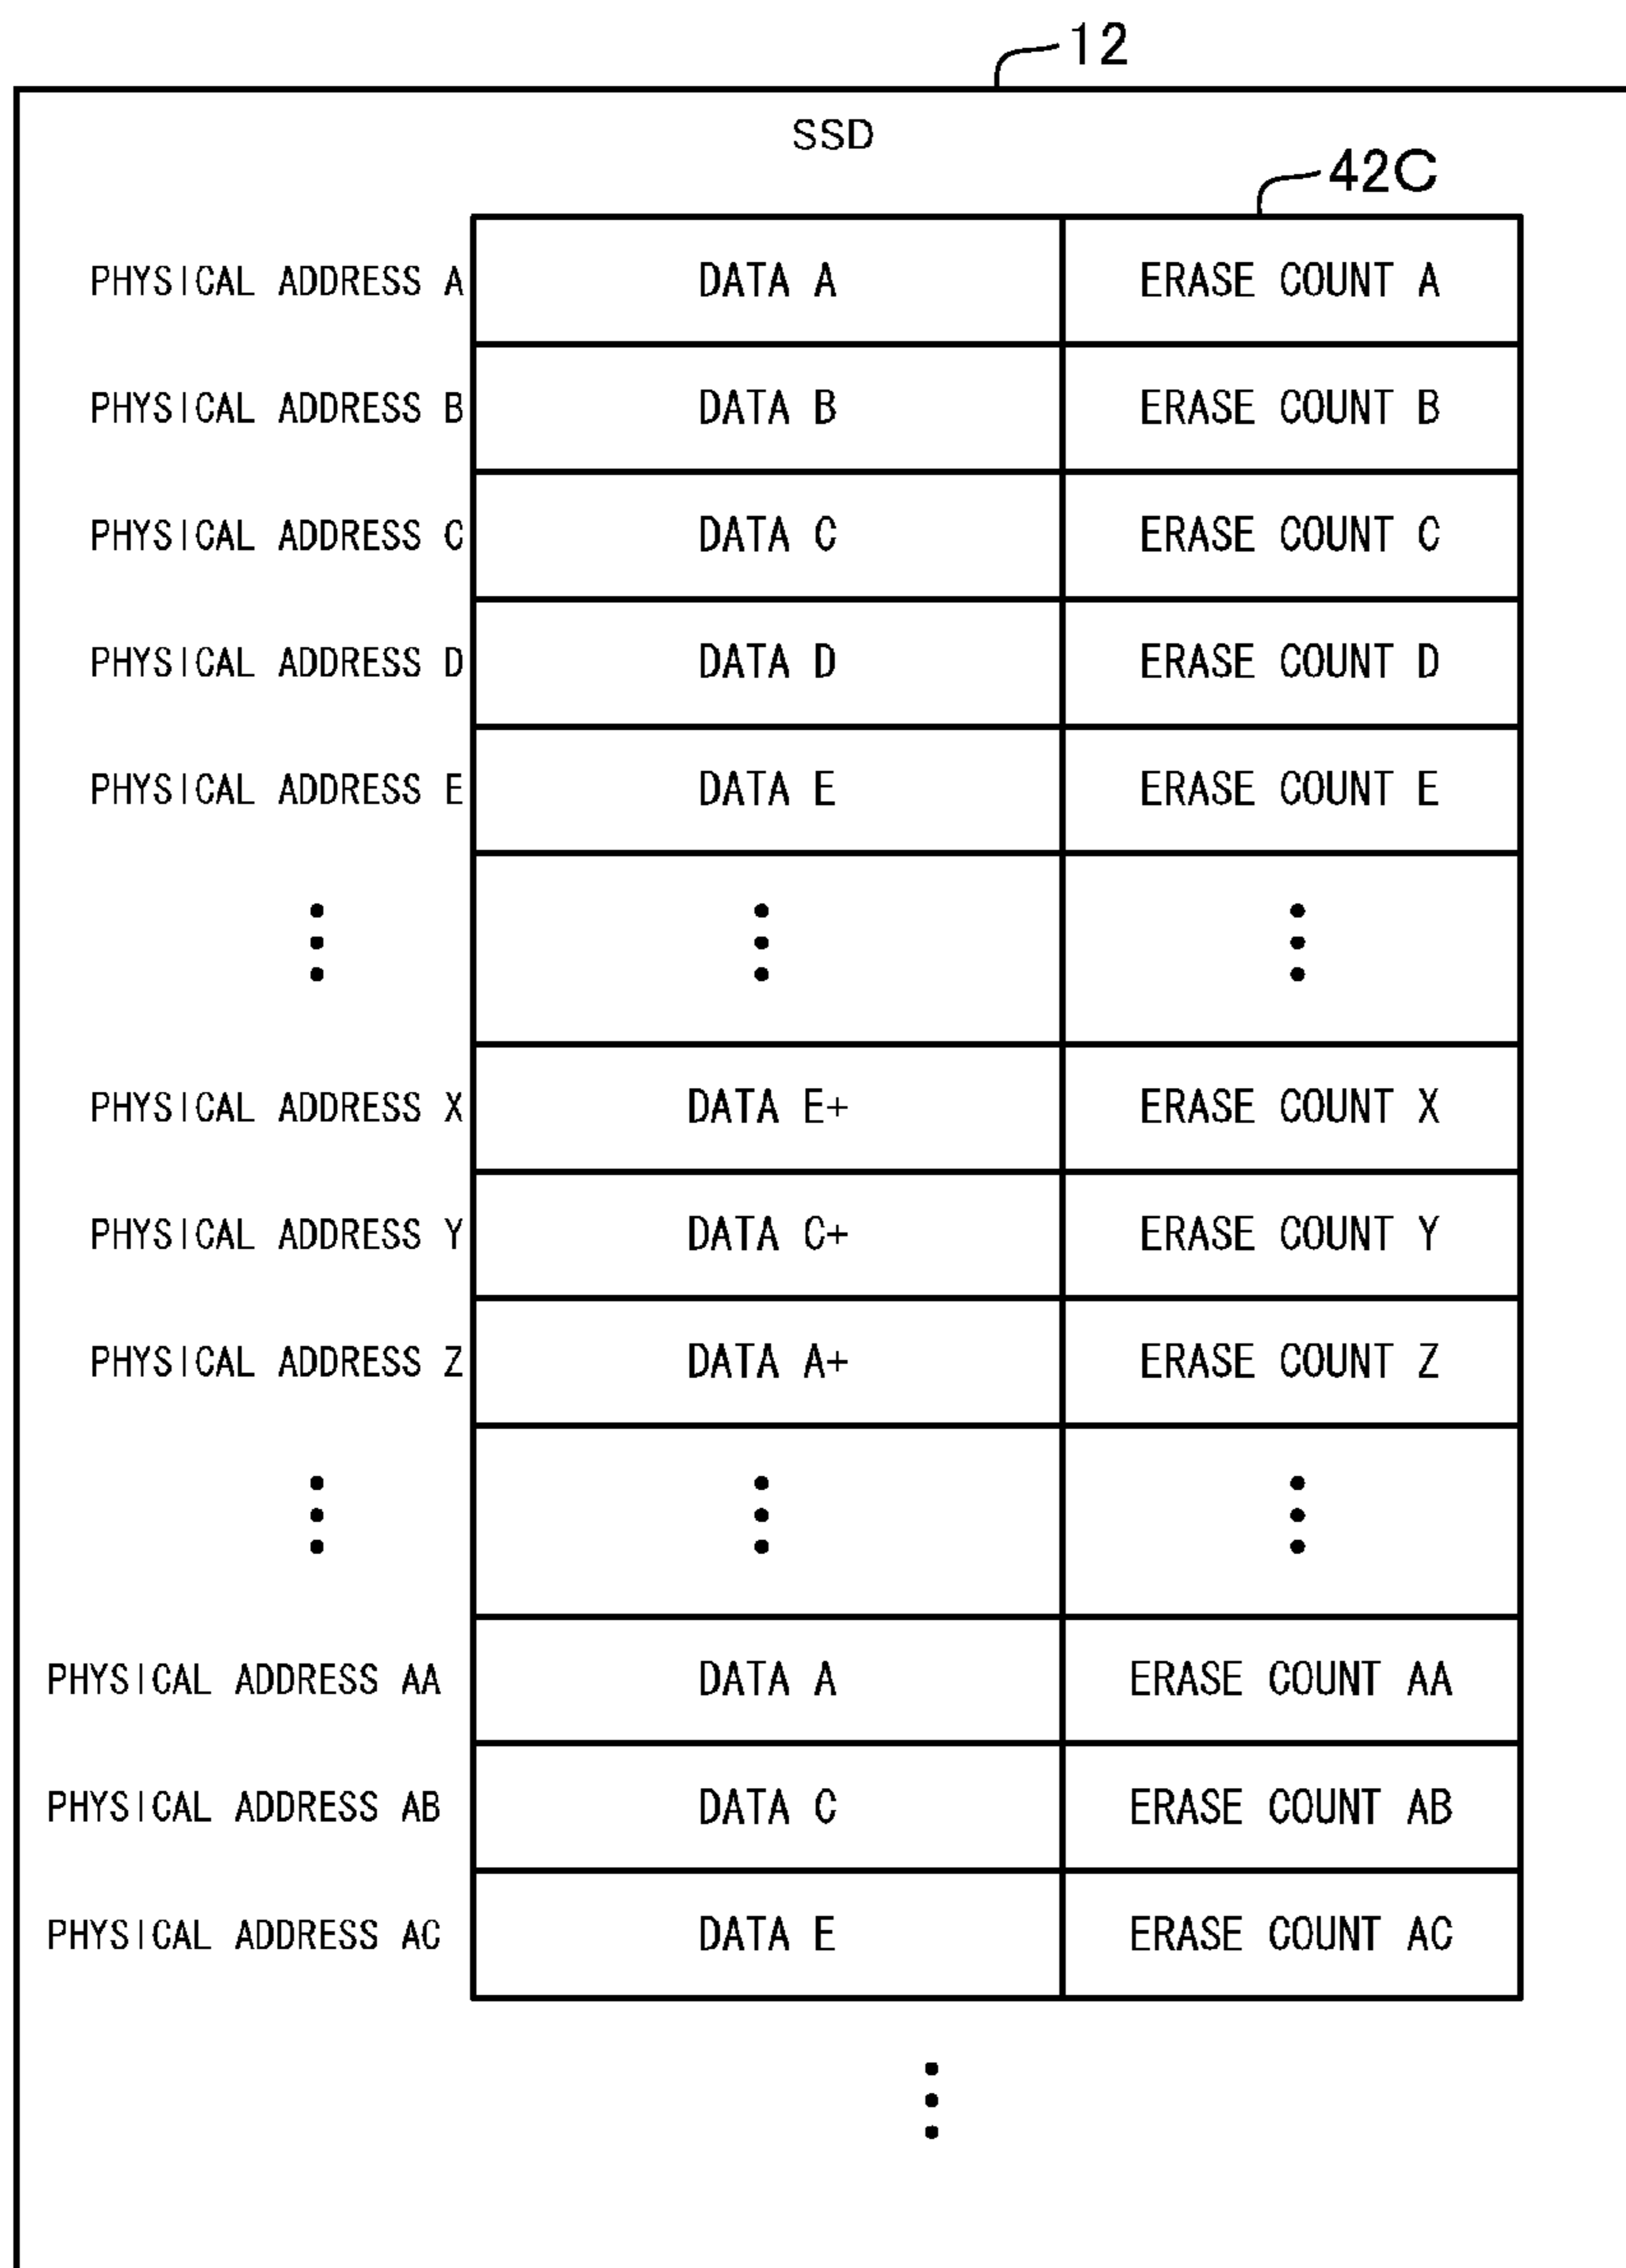 12
SSD
42C
PHYSICAL ADDRESS A DATA A ERASE COUNT A
PHYSICAL ADDRESS B DATA B ERASE COUNT B
PHYSICAL ADDRESS C DATA C ERASE COUNT C
PHYSICAL ADDRESS D DATA D ERASE COUNT D
PHYSICAL ADDRESS E DATA E ERASE COUNT E
PHYSICAL ADDRESS X DATA E+ ERASE COUNT X
PHYSICAL ADDRESS Y DATA C+ ERASE COUNT Y
PHYSICAL ADDRESS Z DATA A+ ERASE COUNT Z
PHYSICAL ADDRESS AA DATA A ERASE COUNT AA
PHYSICAL ADDRESS AB DATA C ERASE COUNT AB
PHYSICAL ADDRESS AC DATA E ERASE COUNT AC